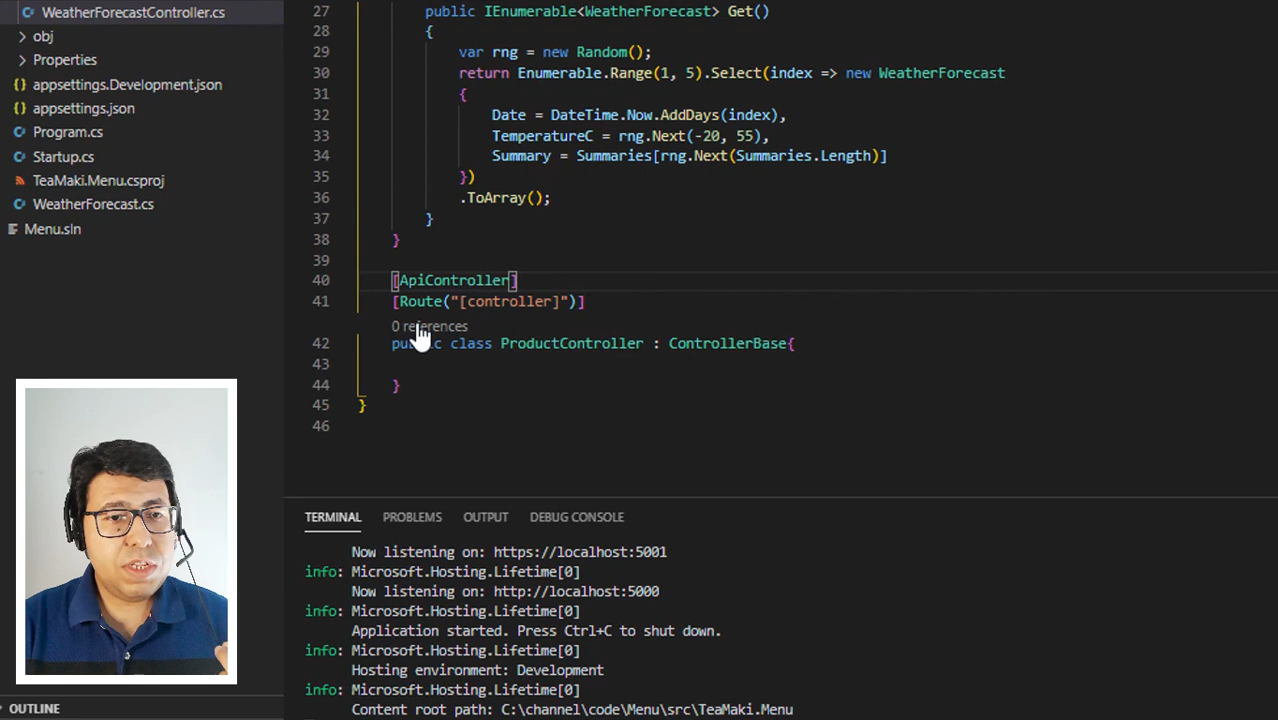 WeatherForecastController.cs
obj
Properties
appsettings.Development.json
appsettings.json
Program.cs
Startup.cs
TeaMaki.Menu.csproj
WeatherForecast.cs
Menu.sln
OUTLINE
27 public IEnumerable<WeatherForecast> Get()
28 {
29 var rng = new Random();
30 return Enumerable.Range(1, 5).Select(index => new WeatherForecast
31 {
32 Date = DateTime.Now.AddDays(index),
33 TemperatureC = rng.Next(-20, 55),
34 Summary = Summaries[rng.Next(Summaries.Length)]
35 })
36 .ToArray();
37 }
38 }
39
40 [ApiController]
41 [Route("[controller]")]
0 references
42 public class ProductController : ControllerBase{
43
44 }
45 }
46
TERMINAL PROBLEMS OUTPUT DEBUG CONSOLE
Now listening on: https://localhost:5001
info: Microsoft.Hosting.Lifetime[0]
Now listening on: http://localhost:5000
info: Microsoft.Hosting.Lifetime[0]
Application started. Press Ctrl+C to shut down.
info: Microsoft.Hosting.Lifetime[0]
Hosting environment: Development
info: Microsoft.Hosting.Lifetime[0]
Content root path: C:\channel\code\Menu\src\TeaMaki.Menu